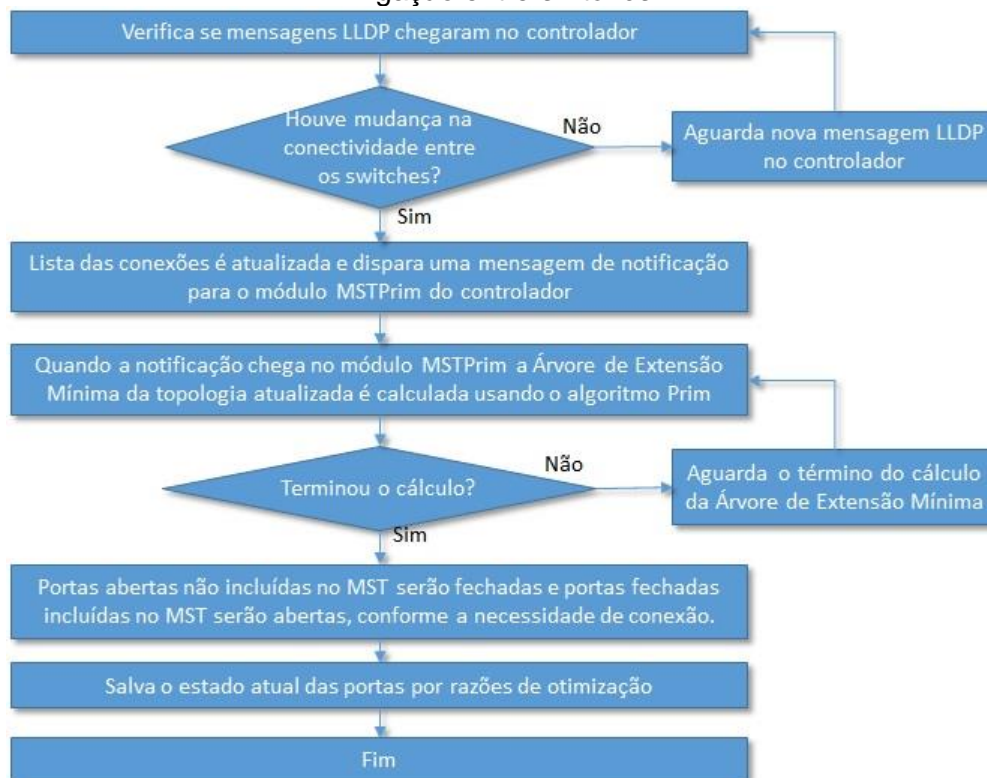 Verifica se mensagens LLDP chegaram no controlador
Houve mudança na
conectividade entre
os switches?
Não
Aguarda nova mensagem LLDP
no controlador
Sim
Lista das conexões é atualizada e dispara uma mensagem de notificação
para o módulo MSTPrim do controlador
Quando a notificação chega no módulo MSTPrim a Árvore de Extensão
Mínima da topologia atualizada é calculada usando o algoritmo Prim
Terminou o cálculo?
Não
Aguarda o término do cálculo
da Árvore de Extensão Mínima
Sim
Portas abertas não incluídas no MST serão fechadas e portas fechadas
incluídas no MST serão abertas, conforme a necessidade de conexão.
Salva o estado atual das portas por razões de otimização
Fim